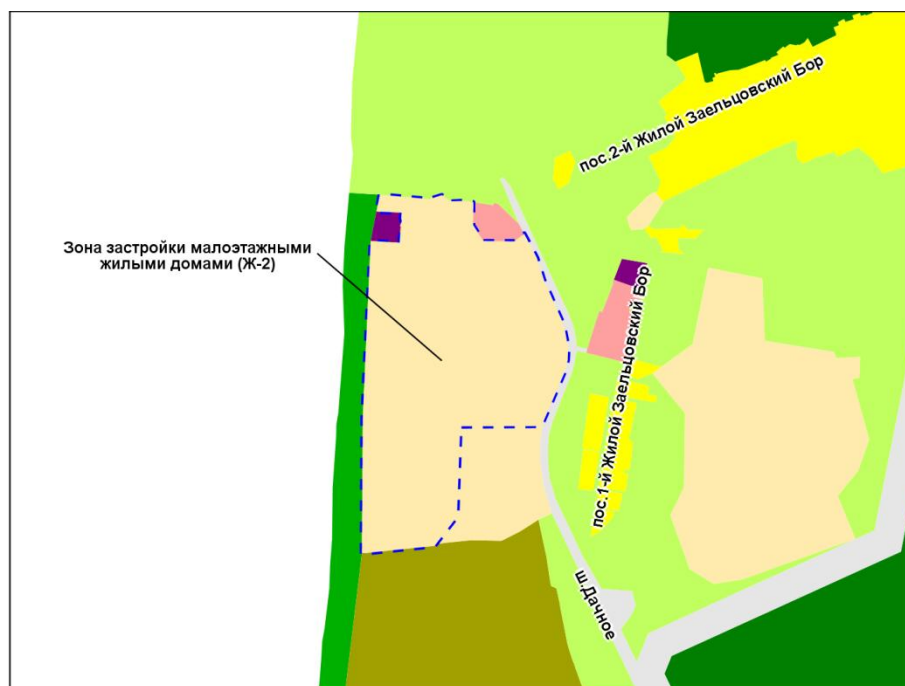 пос.2-й Жилой Заельцовский Бор
Зона застройки малоэтажными
жилыми домами (Ж-2)
пос.1-й Жилой Заельцовский Бор
ш.Дачное